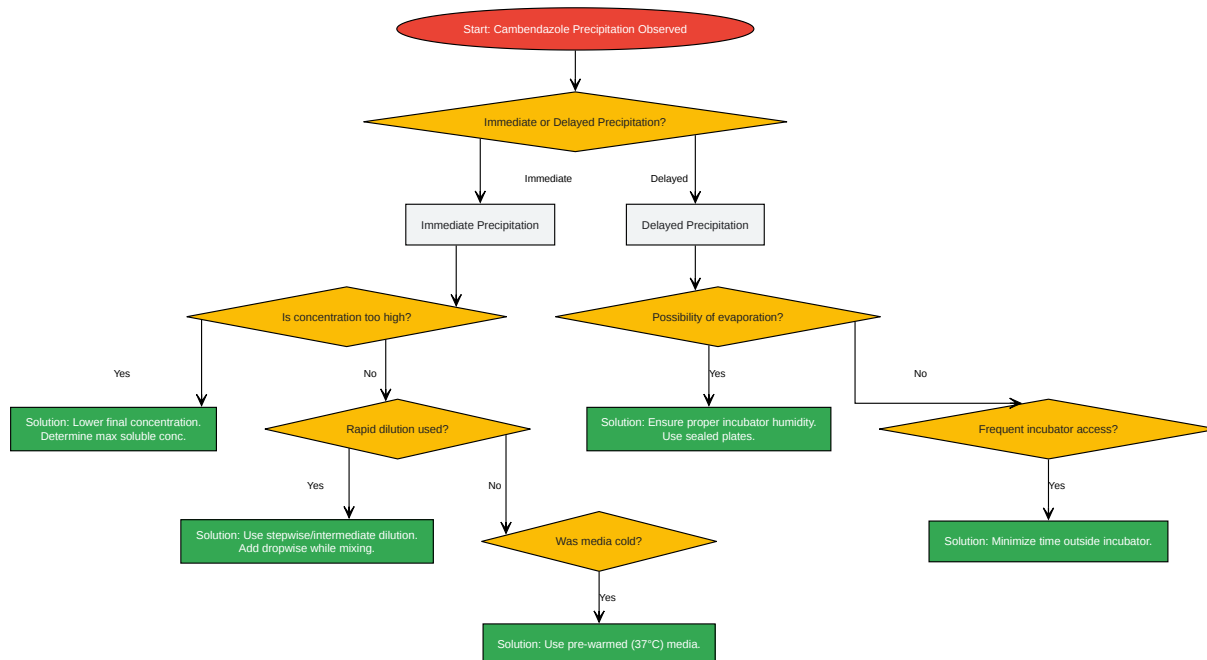 Start: Cambendazole Precipitation Observed
Immediate or Delayed Precipitation?
Immediate
Delayed
Immediate Precipitation
Delayed Precipitation
Is concentration too high?
Possibility of evaporation?
Yes
No
Yes
No
Solution: Lower final concentration.
Determine max soluble conc.
Rapid dilution used?
Solution: Ensure proper incubator humidity.
Use sealed plates.
Frequent incubator access?
Yes
No
Yes
Solution: Use stepwise/intermediate dilution.
Add dropwise while mixing.
Was media cold?
Solution: Minimize time outside incubator.
Yes
Solution: Use pre-warmed (37°C) media.